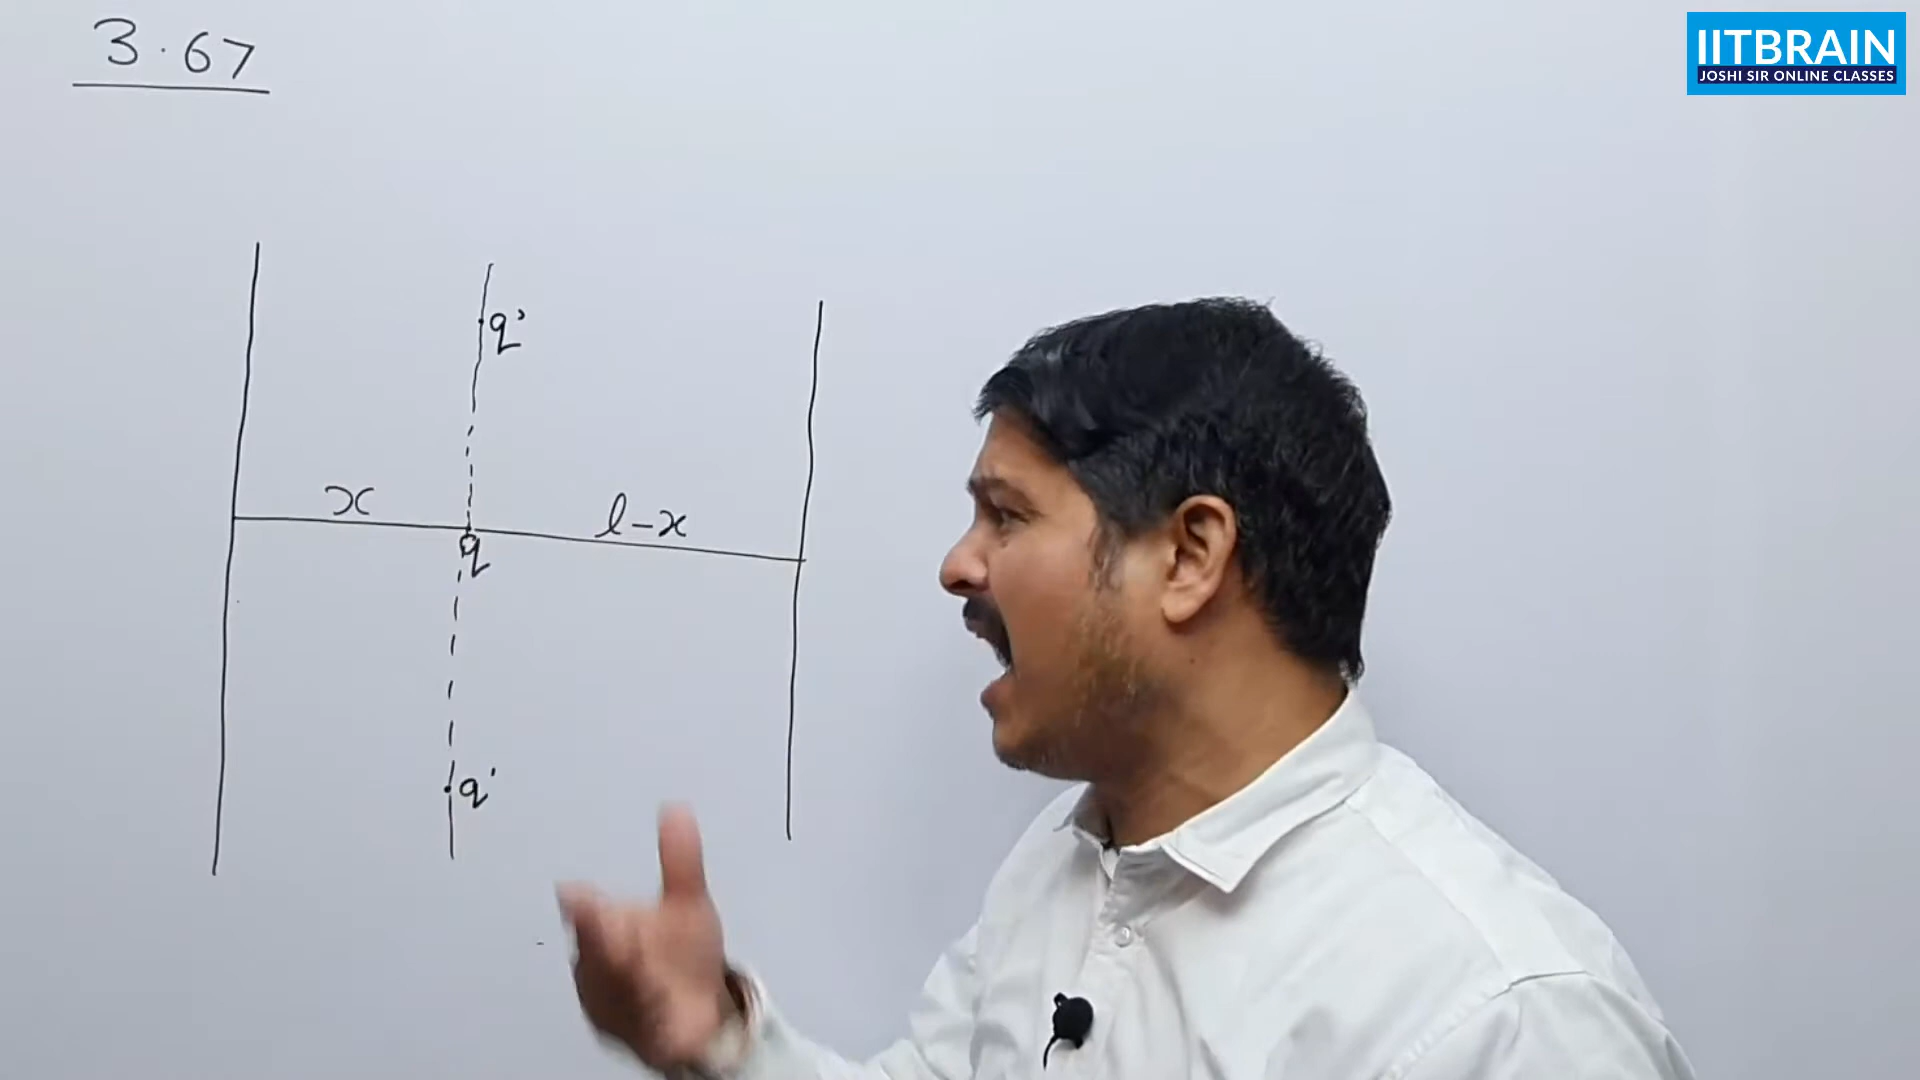 3.67
IITBRAIN
JOSHI SIR ONLINE CLASSES
q'
x
l-x
q
q'